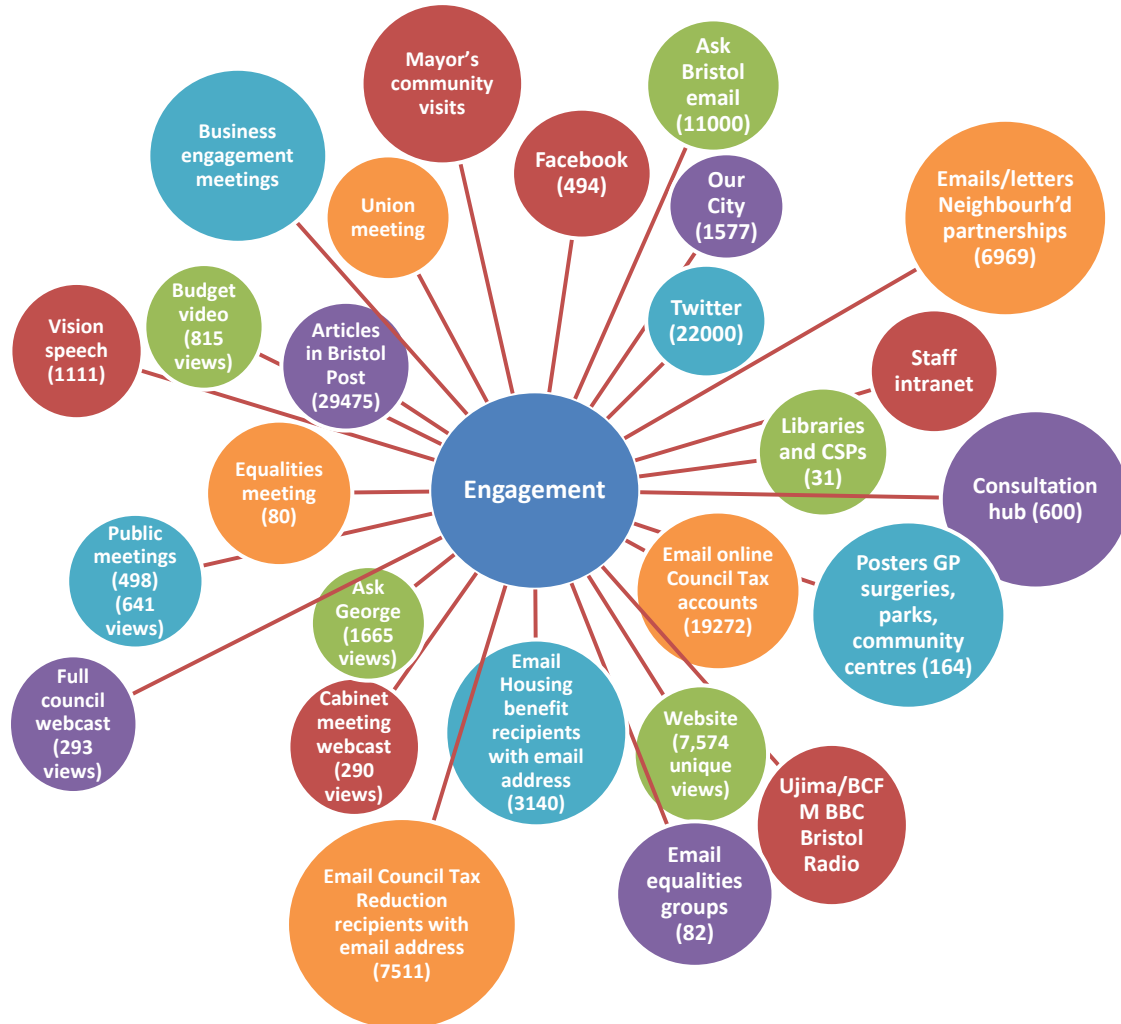 Mayor's
community
visits
Ask
Bristol
email
(11000)
Business
engagement
meetings
Facebook
(494)
Our
City
(1577)
Emails/letters
Neighbourh'd
partnerships
(6969)
Union
meeting
Budget
video
(815
views)
Twitter
(22000)
Vision
speech
(1111)
Articles
in Bristol
Post
(29475)
Staff
intranet
Libraries
and CSPs
(31)
Equalities
meeting
(80)
Engagement
Consultation
hub (600)
Public
meetings
(498)
(641
views)
Ask
George
(1665
views)
Email online
Council Tax
accounts
(19272)
Posters GP
surgeries,
parks,
community
centres (164)
Full
council
webcast
(293
views)
Cabinet
meeting
webcast
(290
views)
Email
Housing
benefit
recipients
with email
address
(3140)
Website
(7,574
unique
views)
Ujima/BCF
M BBC
Bristol
Radio
Email Council Tax
Reduction
recipients with
email address
(7511)
Email
equalities
groups
(82)